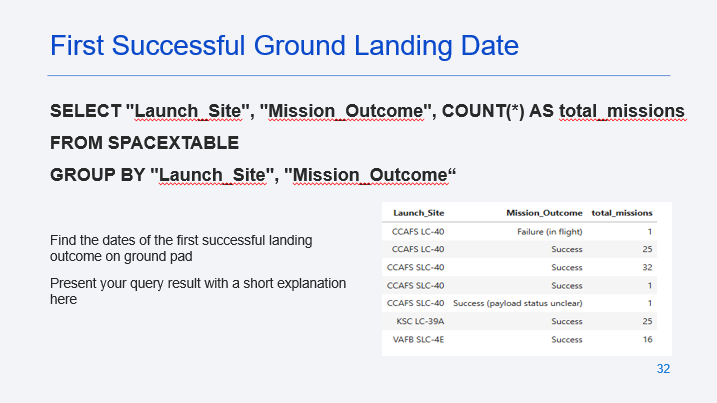 First Successful Ground Landing Date
SELECT "Launch_Site", "Mission_Outcome", COUNT(*) AS total_missions
FROM SPACEXTABLE
GROUP BY "Launch_Site", "Mission_Outcome“
Find the dates of the first successful landing
outcome on ground pad
Present your query result with a short explanation
here
Launch_Site Mission_Outcome total_missions
CCAFS LC-40 Failure (in flight) 1
CCAFS LC-40 Success 25
CCAFS SLC-40 Success 32
CCAFS SLC-40 Success 1
CCAFS SLC-40 Success (payload status unclear) 1
KSC LC-39A Success 25
VAFB SLC-4E Success 16
32